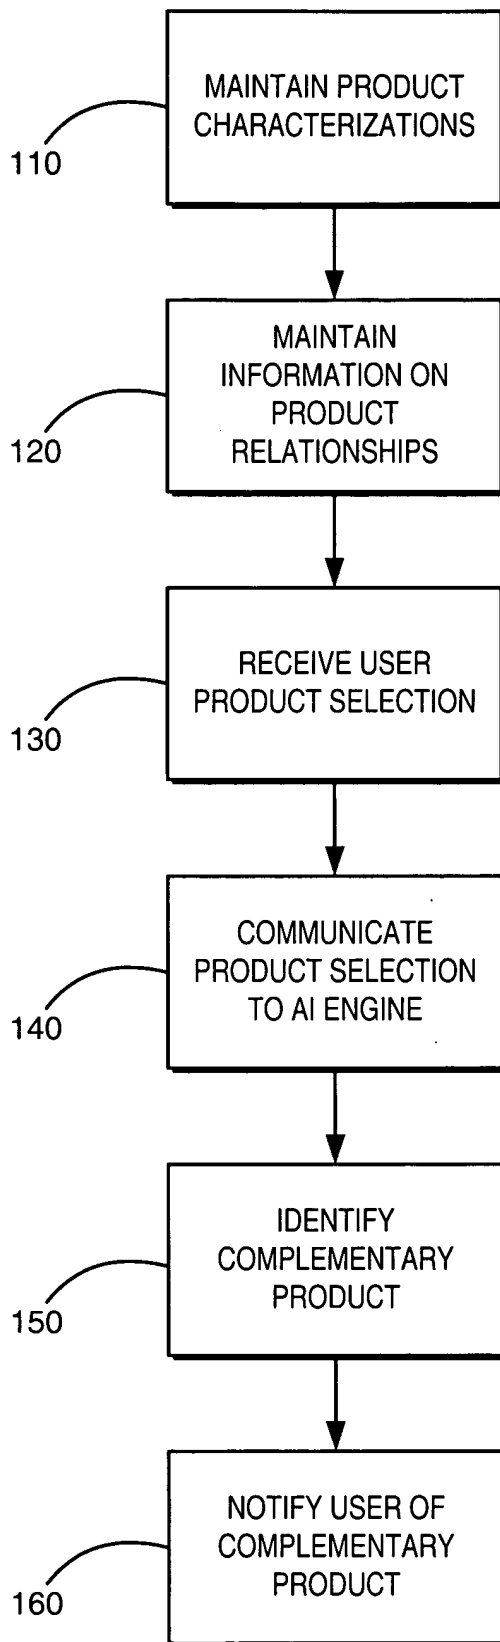 MAINTAIN PRODUCT
CHARACTERIZATIONS
110
MAINTAIN
INFORMATION ON
PRODUCT
RELATIONSHIPS
120
RECEIVE USER
PRODUCT SELECTION
130
COMMUNICATE
PRODUCT SELECTION
TO AI ENGINE
140
IDENTIFY
COMPLEMENTARY
PRODUCT
150
NOTIFY USER OF
COMPLEMENTARY
PRODUCT
160